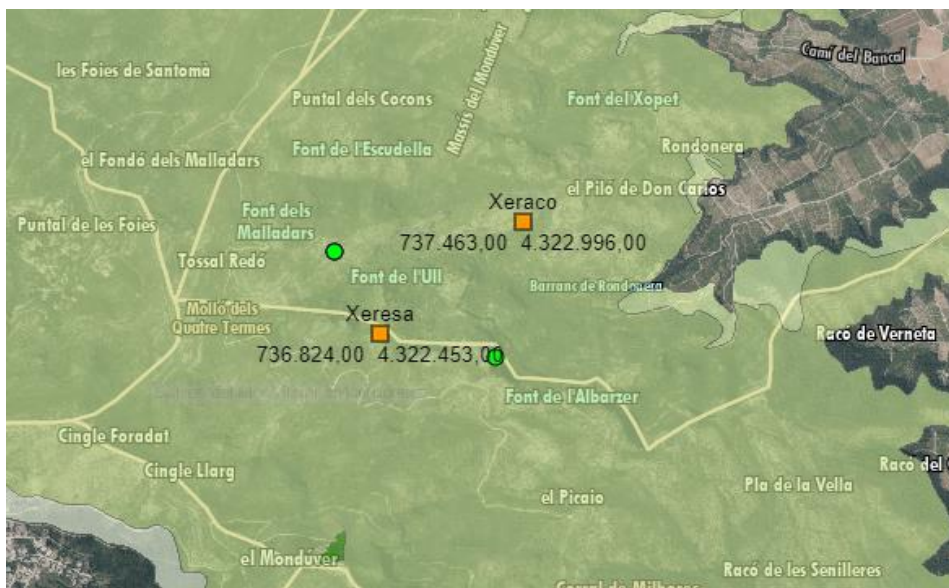 Camí del Bancal
les Foies de Santomà
Massís del Mondúver
Puntal dels Cocons
Font del Xopet
Font de l'Escudella
Rondonera
el Fondó dels Malladars
el Piló de Don Carlos
Xeraco
Font dels
Malladars
Puntal de les Foies
737.463,00 4.322.996,00
Tossal Redó
Font de l'Ull
Barranc de Rondonera
Molló dels
Quatre Termes
Xeresa
Racó de Verneta
736.824,00 4.322.453,00
Font de l'Albarzer
Cingle Foradat
Cingle Llarg
Racó del
Pla de la Vella
el Picaio
el Mondúver
Racó de les Senilleres